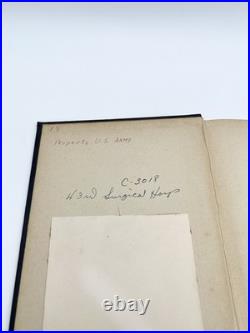 Property U.S. ARMY
C-3018
43rd Surgical Hosp